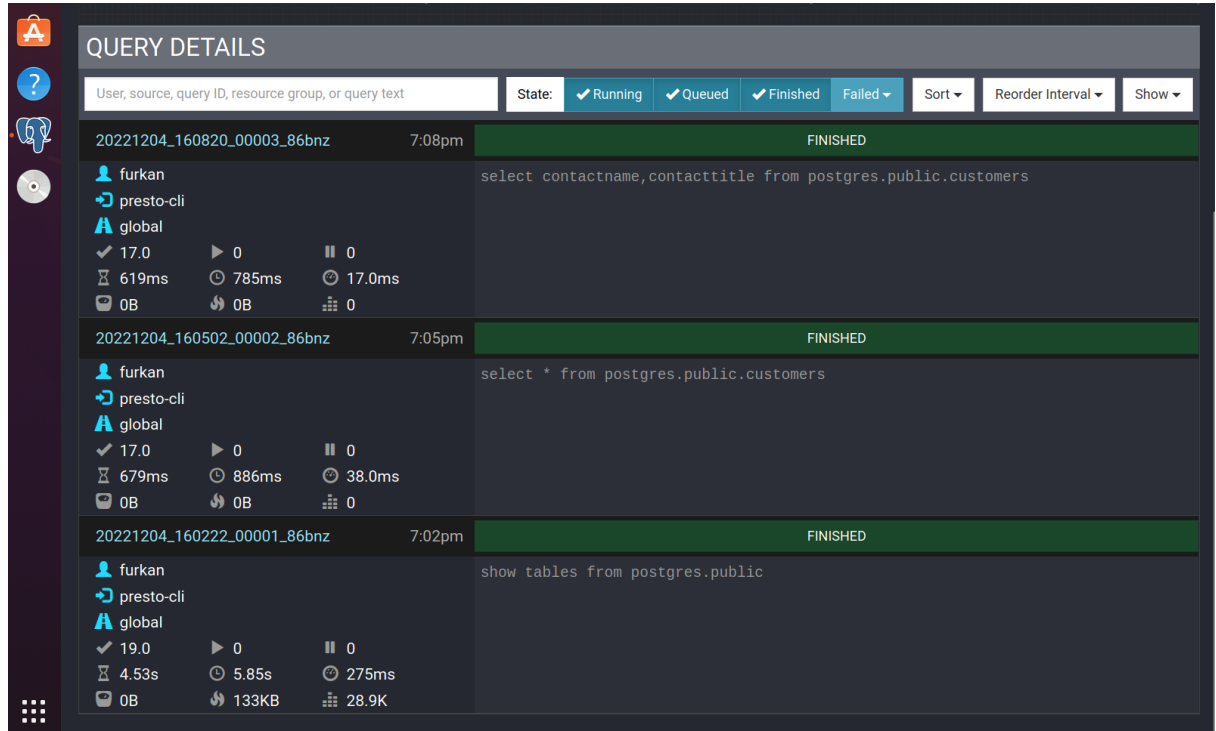 QUERY DETAILS
User, source, query ID, resource group, or query text State: Running Queued Finished Failed Sort Reorder Interval Show
20221204_160820_00003_86bnz 7:08pm FINISHED
furkan select contactname,contacttitle from postgres.public.customers
presto-cli
global
17.0 0 0
619ms 785ms 17.0ms
0B 0B 0
20221204_160502_00002_86bnz 7:05pm FINISHED
furkan select * from postgres.public.customers
presto-cli
global
17.0 0 0
679ms 886ms 38.0ms
0B 0B 0
20221204_160222_00001_86bnz 7:02pm FINISHED
furkan show tables from postgres.public
presto-cli
global
19.0 0 0
4.53s 5.85s 275ms
0B 133KB 28.9K